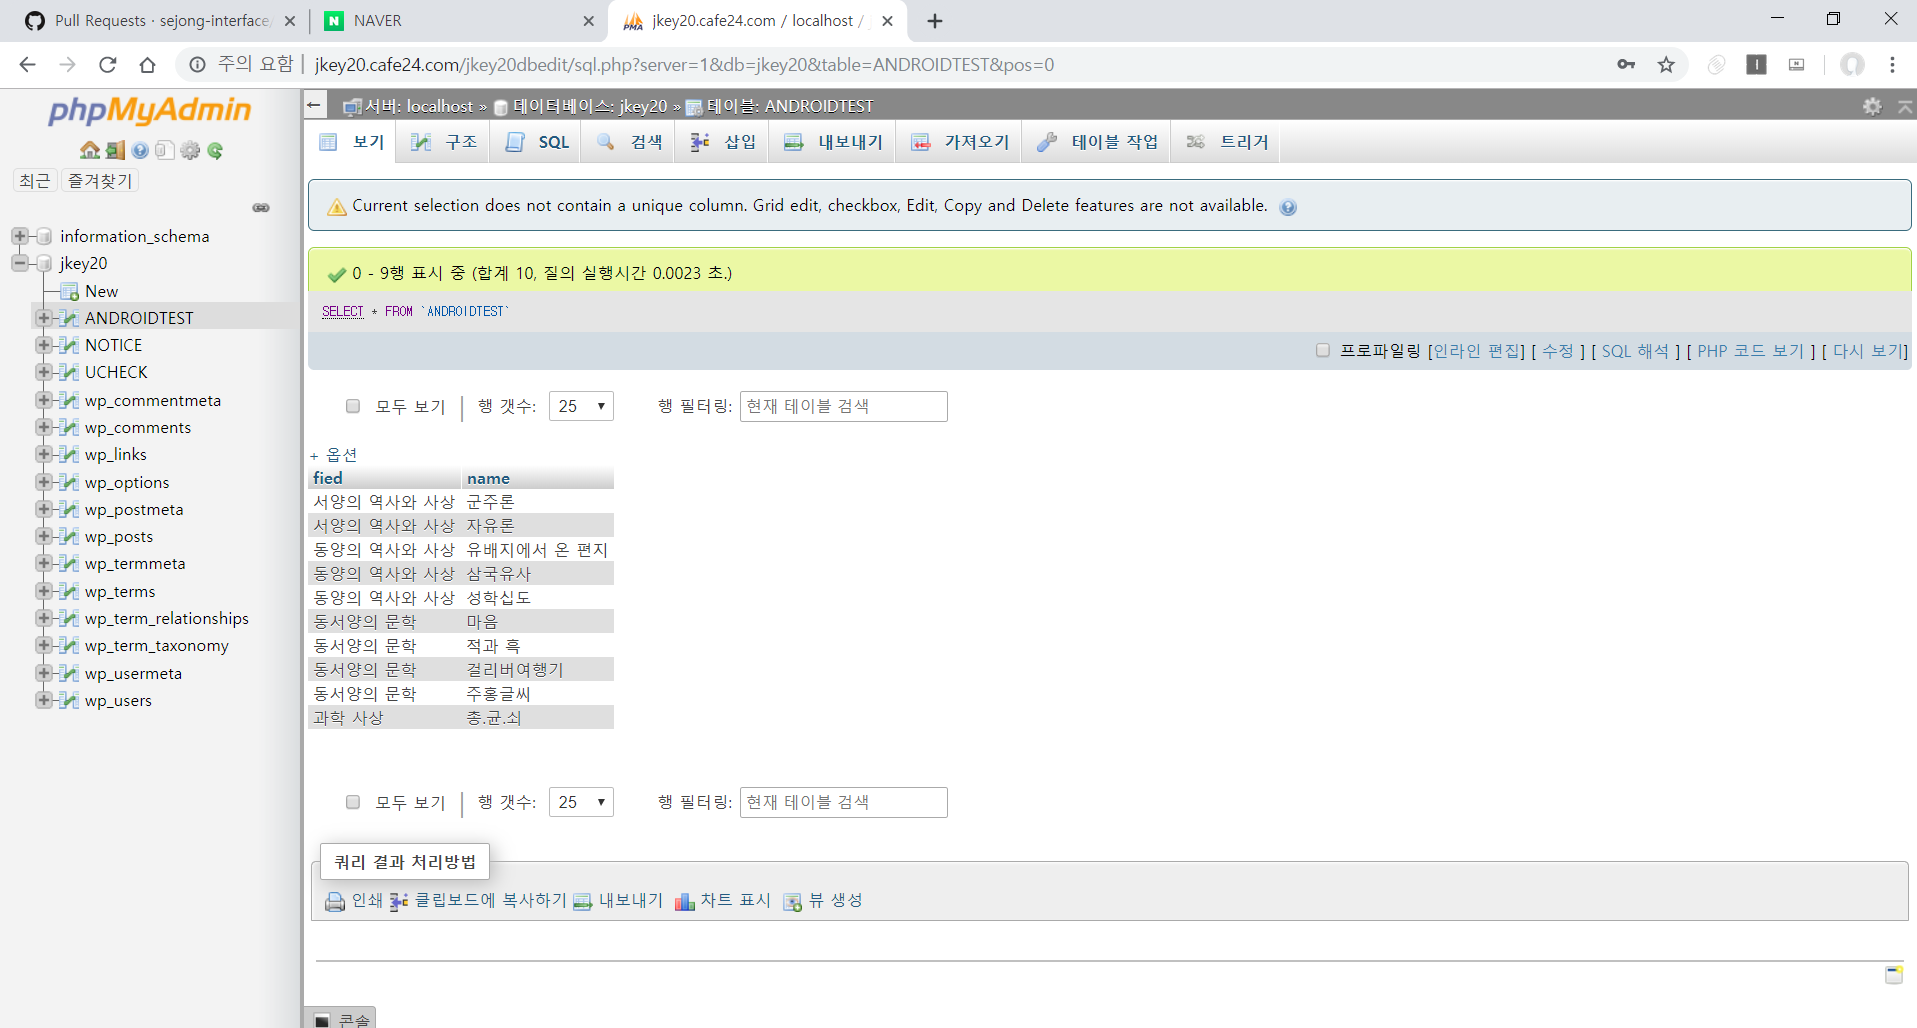 Pull Requests · sejong-interface
NAVER
jkey20.cafe24.com / localhost /
주의 요함 | jkey20.cafe24.com/jkey20dbedit/sql.php?server=1&db=jkey20&table=ANDROIDTEST&pos=0
phpMyAdmin
최근 즐겨찾기
information_schema
jkey20
New
ANDROIDTEST
NOTICE
UCHECK
wp_commentmeta
wp_comments
wp_links
wp_options
wp_postmeta
wp_posts
wp_termmeta
wp_terms
wp_term_relationships
wp_term_taxonomy
wp_usermeta
wp_users
서버: localhost » 데이터베이스: jkey20 » 테이블: ANDROIDTEST
보기 구조 SQL 검색 삽입 내보내기 가져오기 테이블 작업 트리거
Current selection does not contain a unique column. Grid edit, checkbox, Edit, Copy and Delete features are not available.
0 - 9행 표시 중 (합계 10, 질의 실행시간 0.0023 초.)
SELECT * FROM `ANDROIDTEST`
프로파일링 [인라인 편집] [ 수정 ] [ SQL 해석 ] [ PHP 코드 보기 ] [ 다시 보기]
모두 보기 | 행 갯수: 25 행 필터링: 현재 테이블 검색
+ 옵션
fied name
서양의 역사와 사상 군주론
서양의 역사와 사상 자유론
동양의 역사와 사상 유배지에서 온 편지
동양의 역사와 사상 삼국유사
동양의 역사와 사상 성학십도
동서양의 문학 마음
동서양의 문학 적과 흑
동서양의 문학 걸리버여행기
동서양의 문학 주홍글씨
과학 사상 총.균.쇠
모두 보기 | 행 갯수: 25 행 필터링: 현재 테이블 검색
쿼리 결과 처리방법
인쇄 클립보드에 복사하기 내보내기 차트 표시 뷰 생성
콘솔